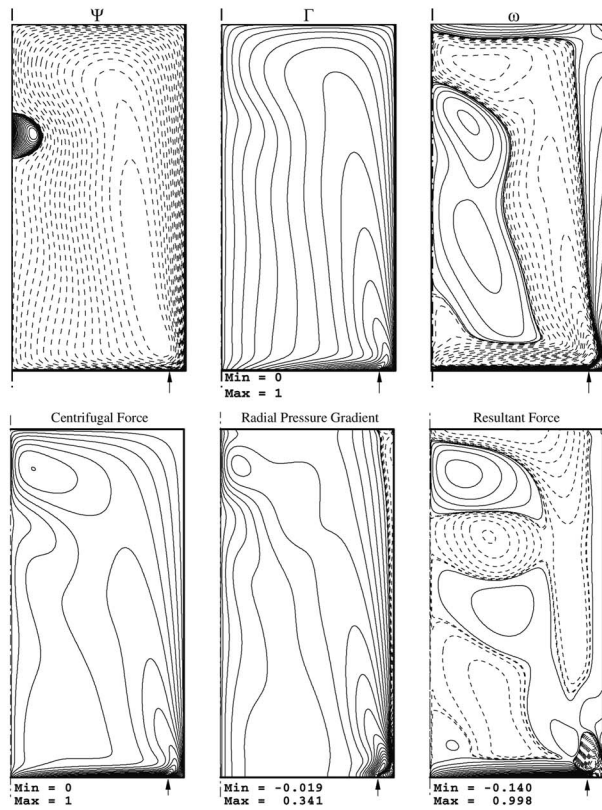 Ψ
Γ
ω
Min = 0
Max = 1
Centrifugal Force
Radial Pressure Gradient
Resultant Force
Min = 0
Max = 1
Min = -0.019
Max = 0.341
Min = -0.140
Max = 0.998